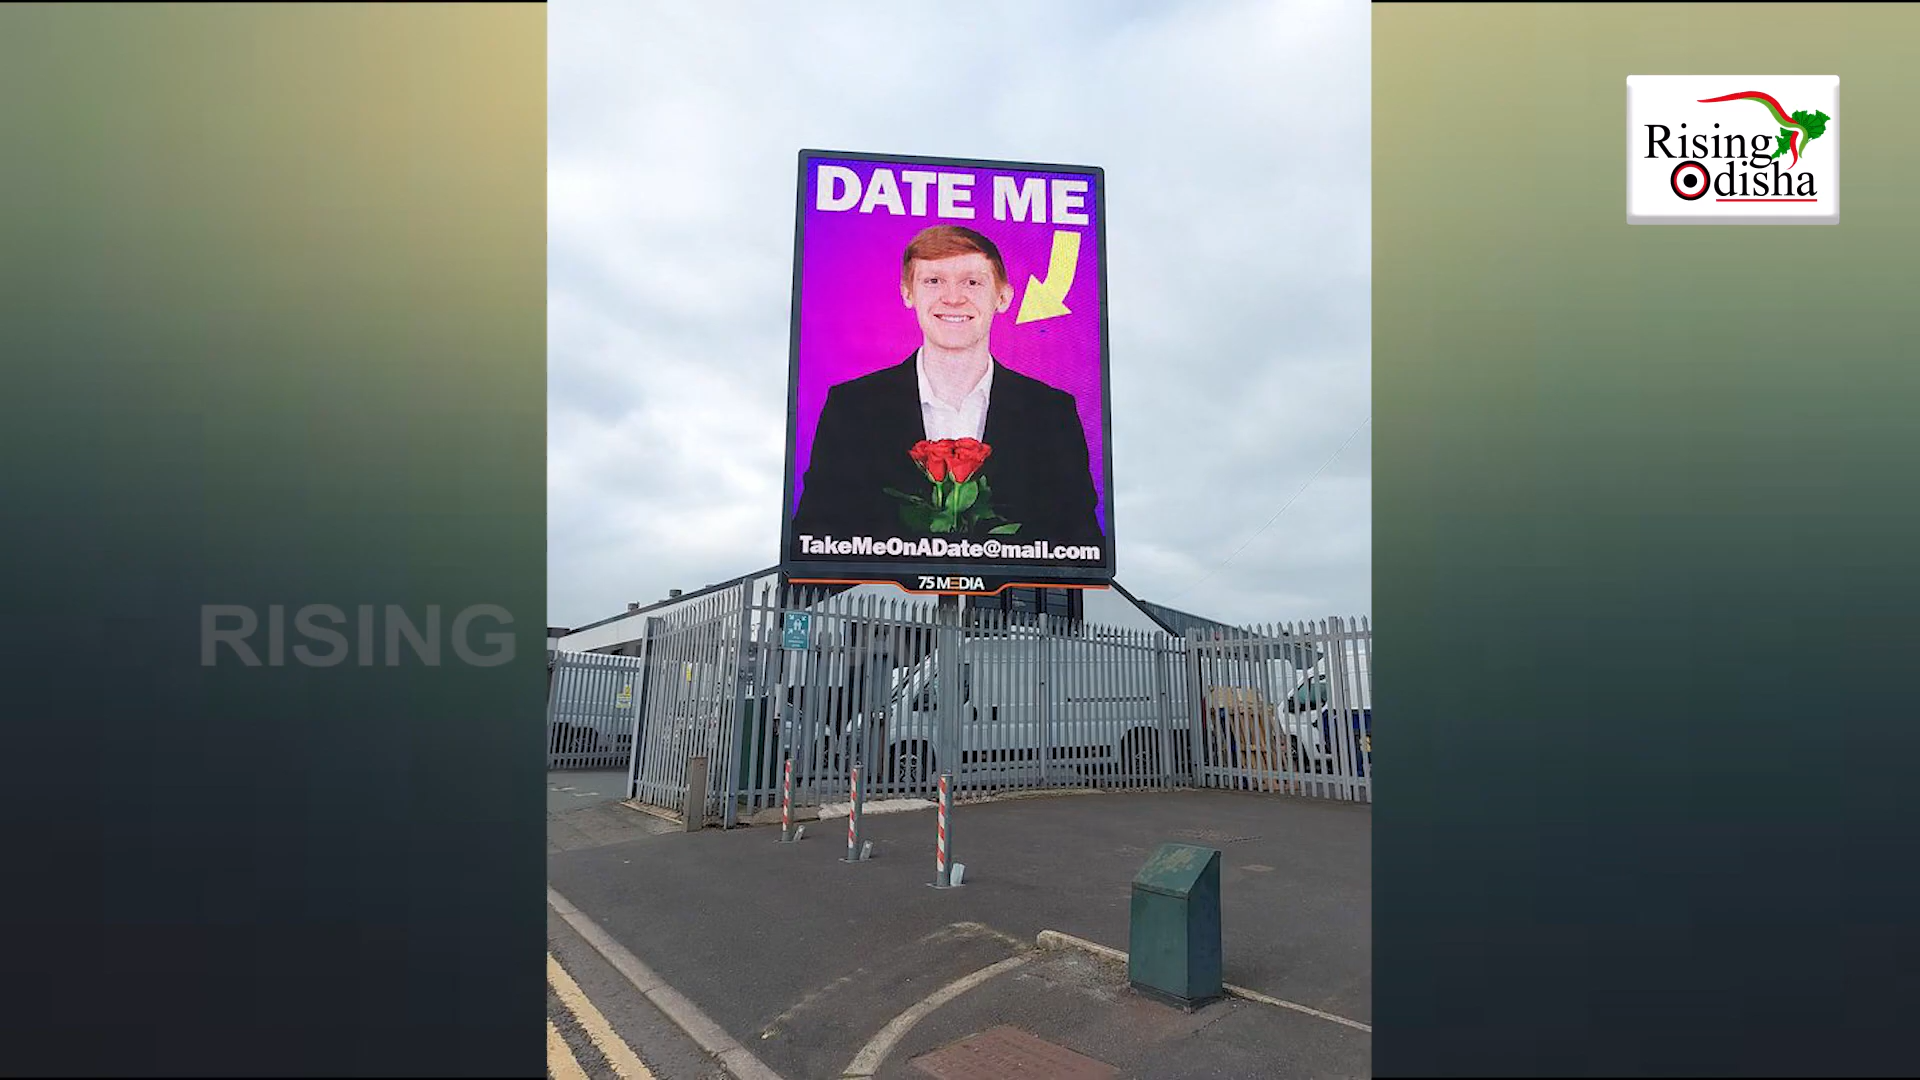 DATE ME
TakeMeOnADate@mail.com
75 MEDIA
Rising
Odisha
RISING